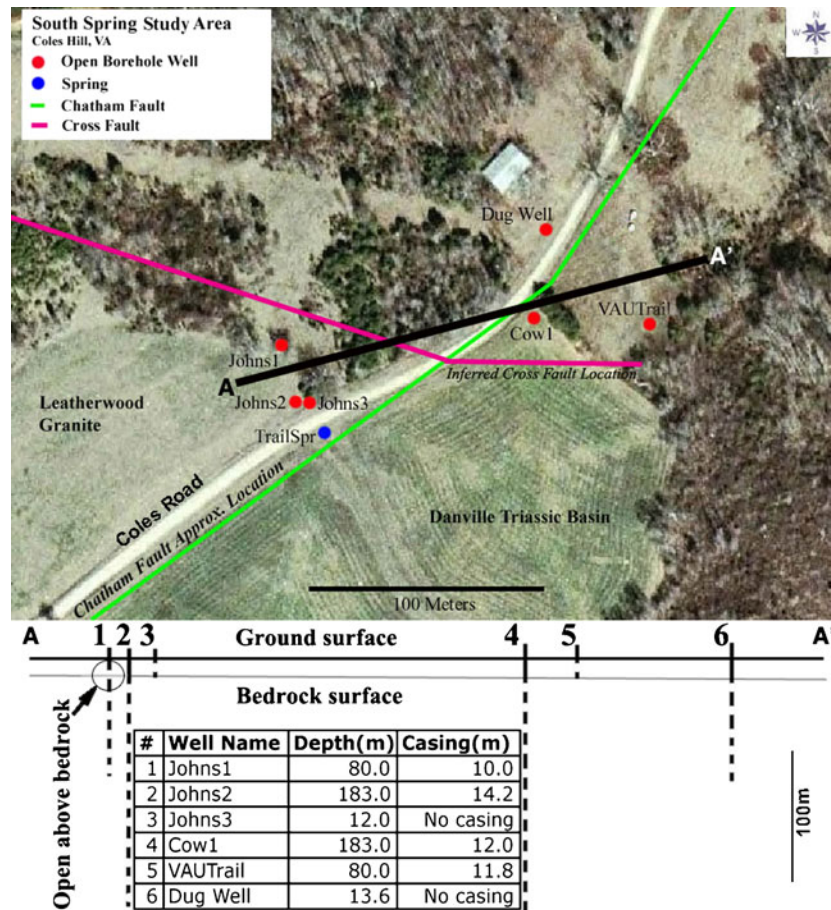 South Spring Study Area
Coles Hill, VA
Open Borehole Well
Spring
Chatham Fault
Cross Fault
N
W
S
Dug Well
A'
VAUTrail
Cow1
Johns1
A
Inferred Cross Fault Location
Leatherwood
Granite
Johns2
Johns3
TrailSpr
Coles Road
Chatham Fault Approx. Location
Danville Triassic Basin
100 Meters
A 1 2 3 Ground surface 4 5 6 A'
Bedrock surface
Open above bedrock
# Well Name Depth(m) Casing(m)
1 Johns1 80.0 10.0
2 Johns2 183.0 14.2
3 Johns3 12.0 No casing
4 Cow1 183.0 12.0
5 VAUTrail 80.0 11.8
6 Dug Well 13.6 No casing
100m